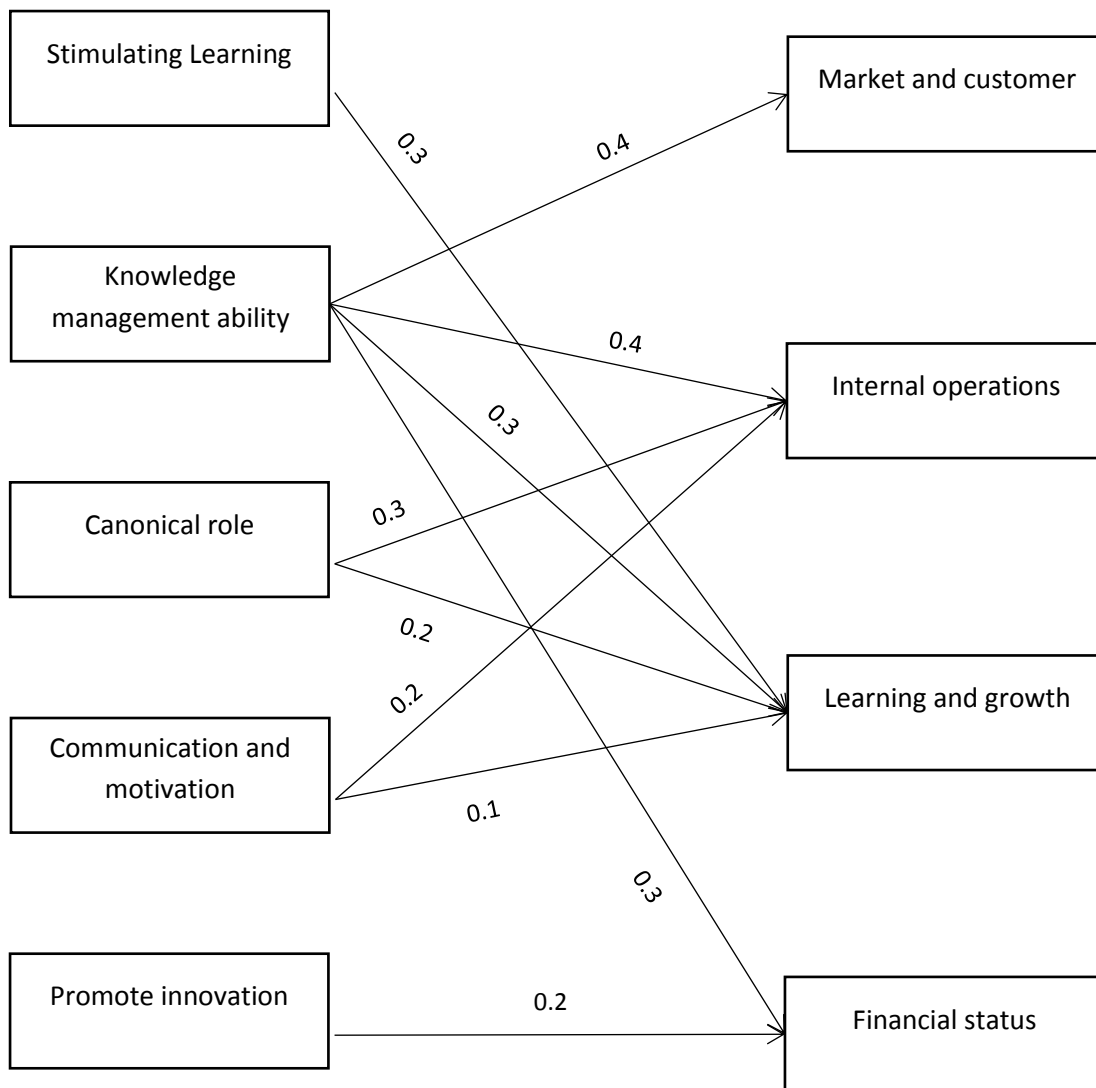 Stimulating Learning
Market and customer
0.3
0.4
Knowledge
management ability
0.4
Internal operations
0.3
Canonical role
0.3
0.2
Learning and growth
0.2
Communication and
motivation
0.1
0.3
Promote innovation
0.2
Financial status